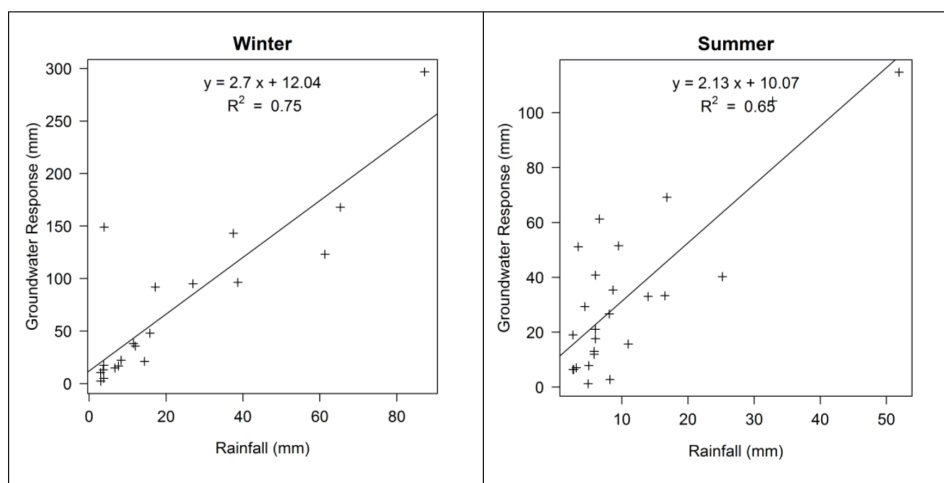 Winter
y = 2.7 x + 12.04
R² = 0.75
300
250
200
150
100
50
0
Groundwater Response (mm)
0 20 40 60 80
Rainfall (mm)
Summer
y = 2.13 x + 10.07
R² = 0.65
100
80
60
40
20
0
Groundwater Response (mm)
10 20 30 40 50
Rainfall (mm)